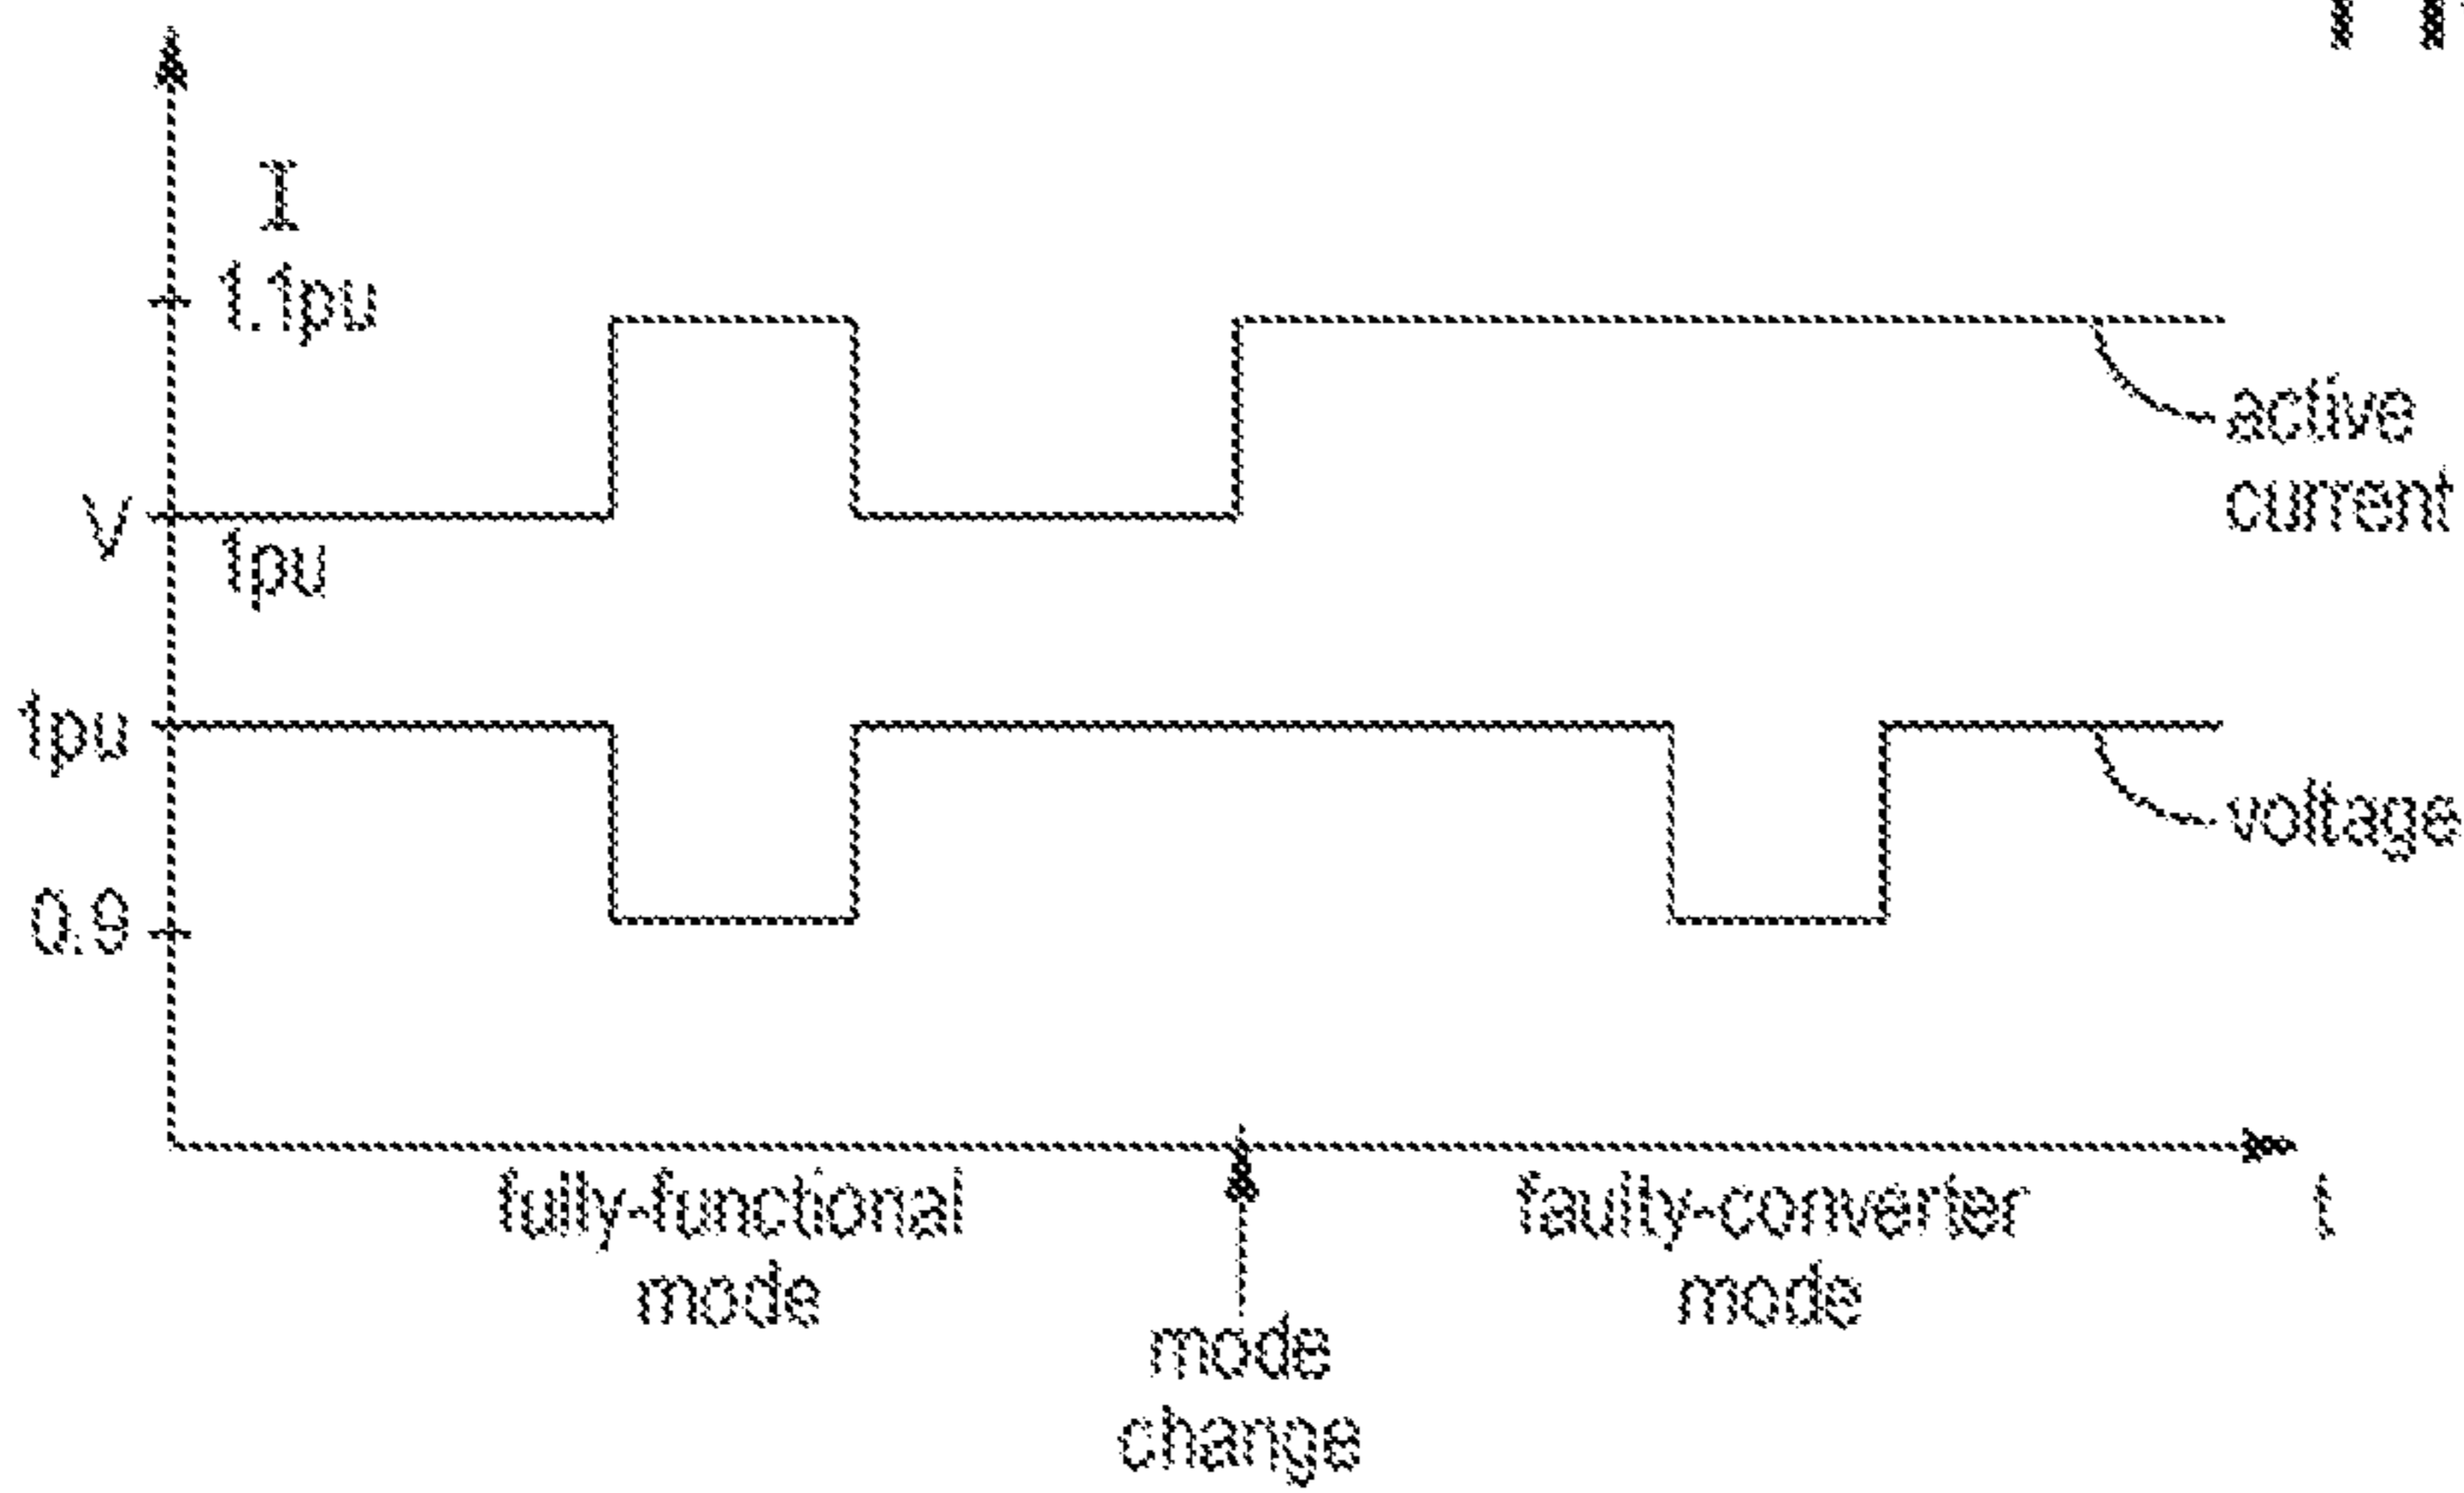 I
1.1pu
active
current
V
1pu
1pu
voltage
0.9
fully-functional
mode
faulty-converter
mode
t
mode
change